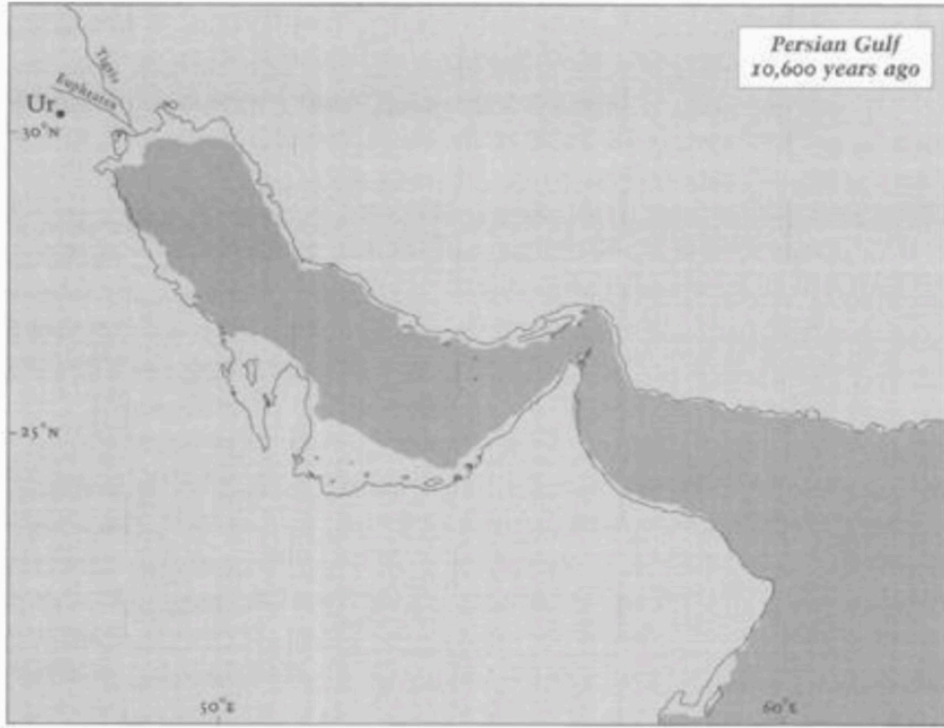 Persian Gulf
10,600 years ago
Tigris
Euphrates
Ur
30°N
25°N
50°E
60°E